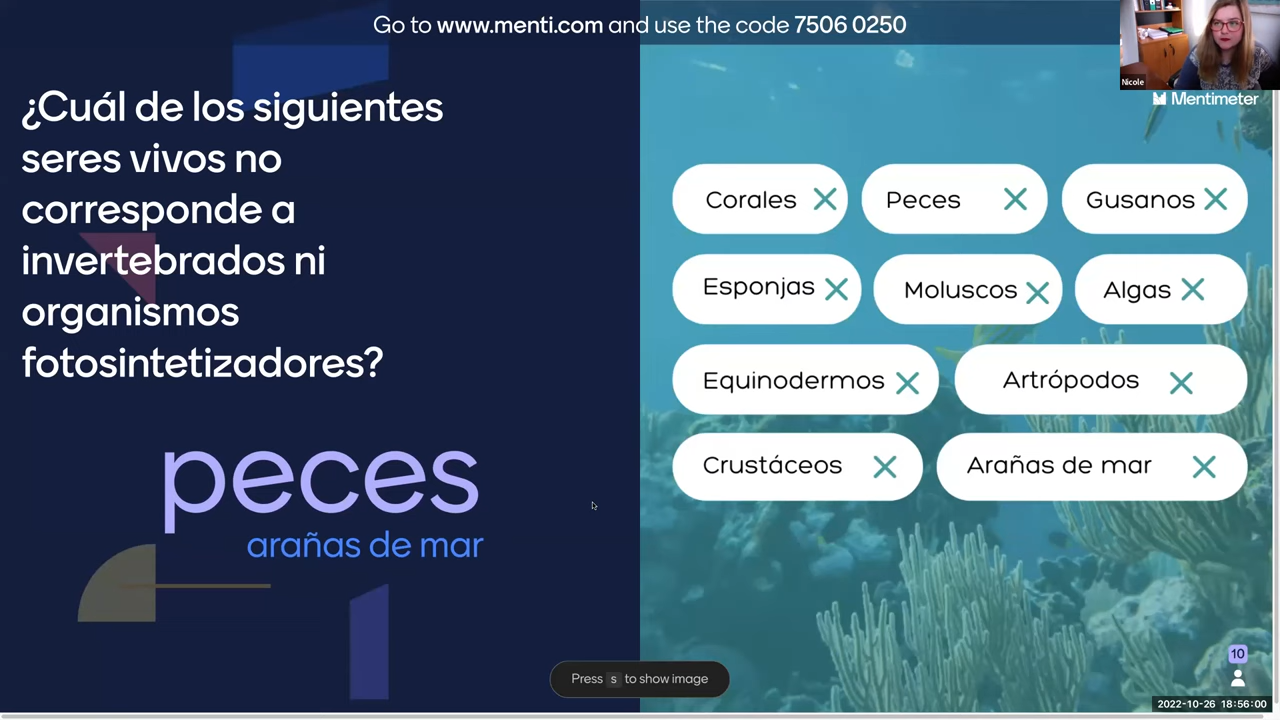 Go to www.menti.com and use the code 7506 0250
Nicole
Mentimeter
¿Cuál de los siguientes
seres vivos no
corresponde a
invertebrados ni
organismos
fotosintetizadores?
peces
arañas de mar
Corales
Peces
Gusanos
Esponjas
Moluscos
Algas
Equinodermos
Artrópodos
Crustáceos
Arañas de mar
Press s to show image
10
2022-10-26 18:56:00